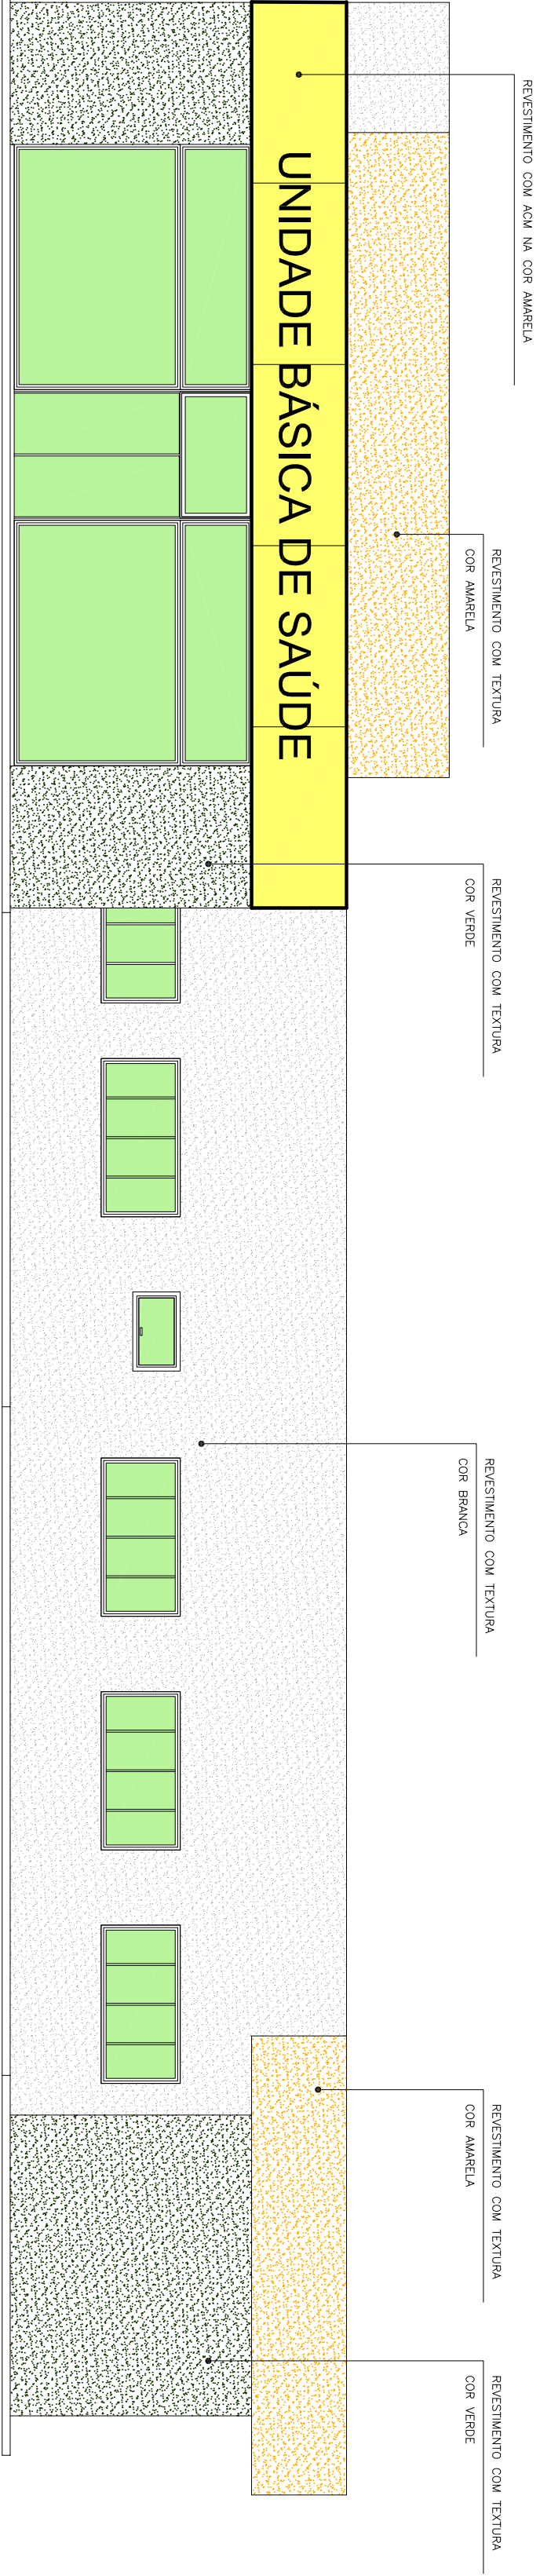 REVESTIMENTO COM ACM NA COR AMARELA
REVESTIMENTO COM TEXTURA
COR AMARELA
REVESTIMENTO COM TEXTURA
COR VERDE
REVESTIMENTO COM TEXTURA
COR BRANCA
REVESTIMENTO COM TEXTURA
COR AMARELA
REVESTIMENTO COM TEXTURA
COR VERDE
UNIDADE BÁSICA DE SAÚDE